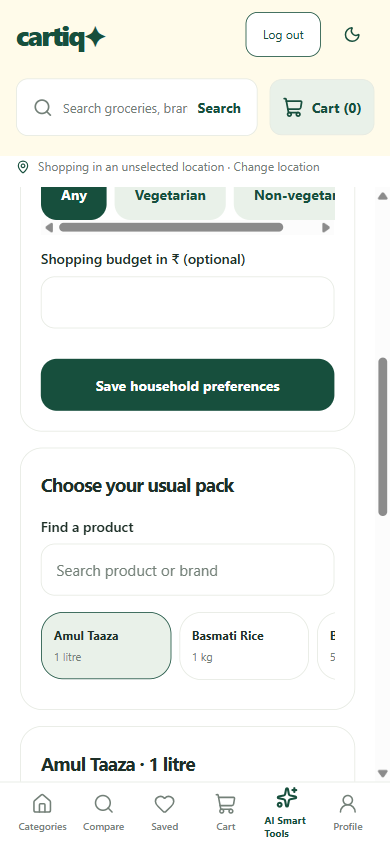 cartiq
Log out
Search groceries, brar Search
Cart (0)
Shopping in an unselected location · Change location
Any Vegetarian Non-vegetar
Shopping budget in ₹ (optional)
Save household preferences
Choose your usual pack
Find a product
Search product or brand
Amul Taaza
1 litre
Basmati Rice
1 kg
5
Amul Taaza · 1 litre
Categories Compare Saved Cart AI Smart Tools Profile